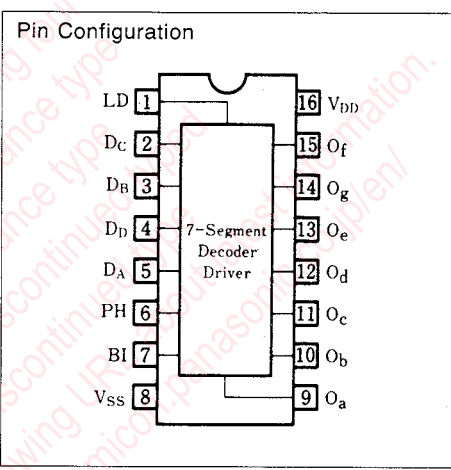 Pin Configuration
LD 1
16 VDD
DC 2
15 Of
DB 3
14 Og
DD 4
13 Oe
7-Segment
Decoder
Driver
DA 5
12 Od
PH 6
11 Oc
BI 7
10 Ob
VSS 8
9 Oa